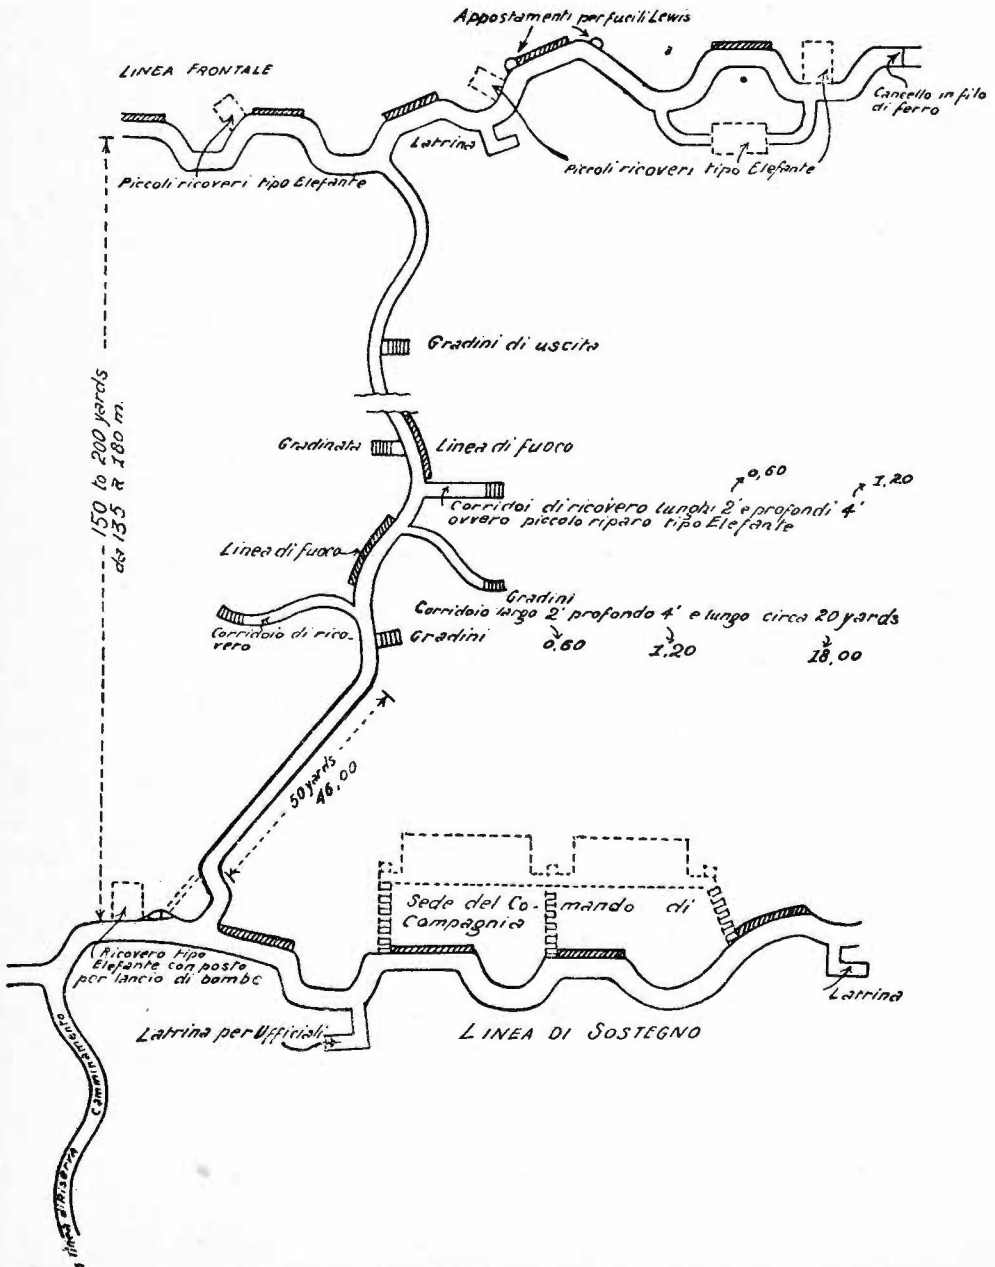 Appostamenti per fucili Lewis
LINEA FRONTALE
Cancello in filo
di ferro
Latrina
Piccoli ricoveri tipo Elefante
Piccoli ricoveri tipo Elefante
Gradini di uscita
150 to 200 yards
da 135 a 180 m.
Gradinata
Linea di fuoco
0,60
1,20
Corridoi di ricovero lunghi 2' e profondi 4'
ovvero piccolo riparo tipo Elefante
Linea di fuoco
Gradini
Corridoio largo 2' profondo 4' e lungo circa 20 yards
0,60
1,20
18,00
Corridoio di rico-
vero
Gradini
50 yards
46,00
Sede del Co-
mando di
Compagnia
Ricovero tipo
Elefante con posto
per lancio di bombe
Latrina
Latrina per Ufficiali
LINEA DI SOSTEGNO
Camminamento
linea di Riserva